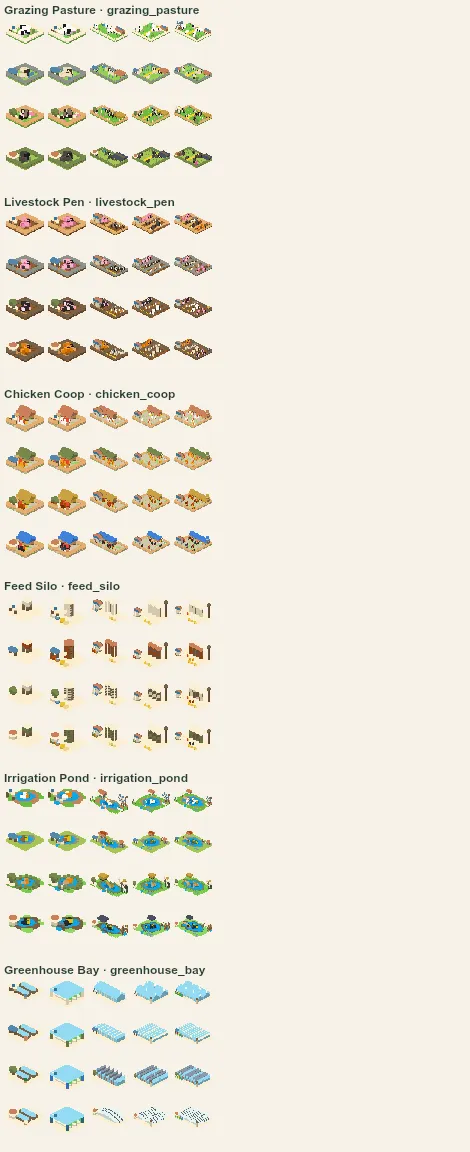 Grazing Pasture · grazing_pasture
Livestock Pen · livestock_pen
Chicken Coop · chicken_coop
Feed Silo · feed_silo
Irrigation Pond · irrigation_pond
Greenhouse Bay · greenhouse_bay